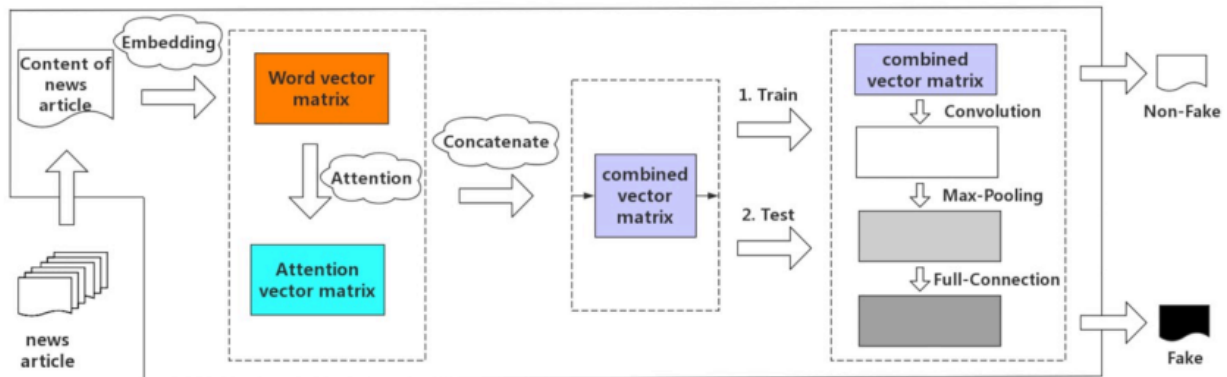 Content of
news
article
news
article
Embedding
Word vector
matrix
Attention
Attention
vector matrix
Concatenate
combined
vector
matrix
1. Train
2. Test
combined
vector matrix
Convolution
Max-Pooling
Full-Connection
Non-Fake
Fake